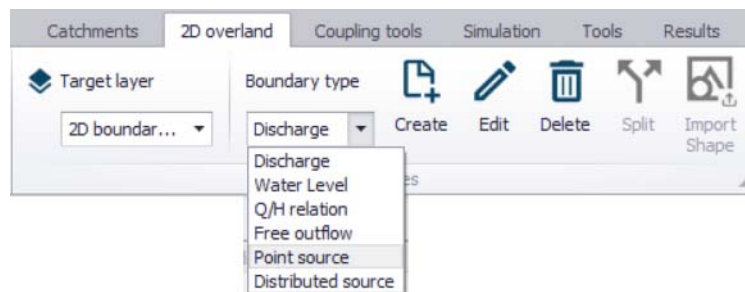 Catchments 2D overland Coupling tools Simulation Tools Results
Target layer
2D boundar...
Boundary type
Discharge
Create Edit Delete Split Import
Shape
Discharge
Water Level
Q/H relation
Free outflow
Point source
Distributed source